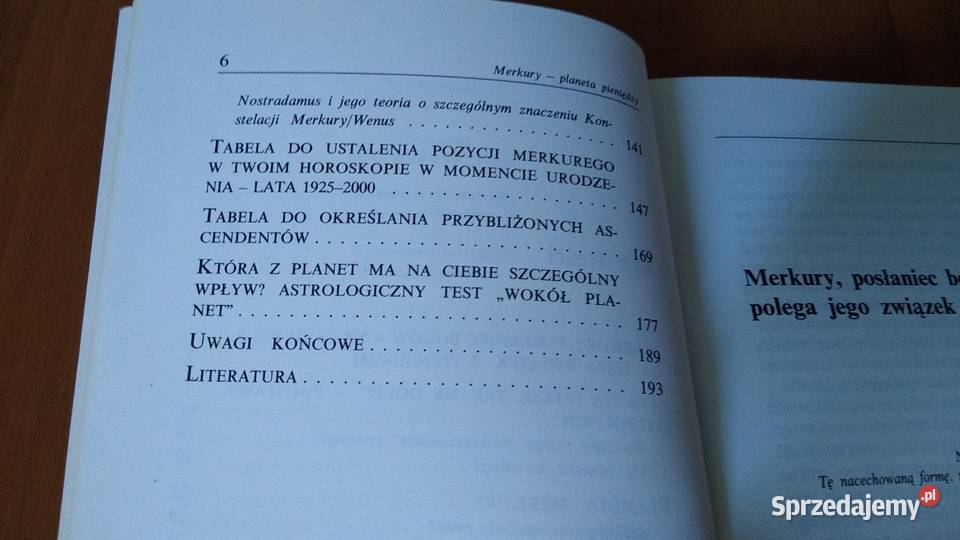 6
Merkury — planeta pieniędzy
Nostradamus i jego teoria o szczególnym znaczeniu Kon-
stelacji Merkury/Wenus . . . . . . . . . . . . . . . . 141
TABELA DO USTALENIA POZYCJI MERKUREGO
W TWOIM HOROSKOPIE W MOMENCIE URODZE-
NIA – LATA 1925–2000 . . . . . . . . . . . . . . . . 147
TABELA DO OKREŚLANIA PRZYBLIŻONYCH AS-
CENDENTÓW . . . . . . . . . . . . . . . . . . . . . 169
KTÓRA Z PLANET MA NA CIEBIE SZCZEGÓLNY
WPŁYW? ASTROLOGICZNY TEST „WOKÓŁ PLA-
NET” . . . . . . . . . . . . . . . . . . . . . . . . . . 177
UWAGI KOŃCOWE . . . . . . . . . . . . . . . . . . 189
LITERATURA . . . . . . . . . . . . . . . . . . . . . . 193
Merkury, posłaniec
polega jego związek
Tę nacechowaną formę,
Sprzedajemy.pl